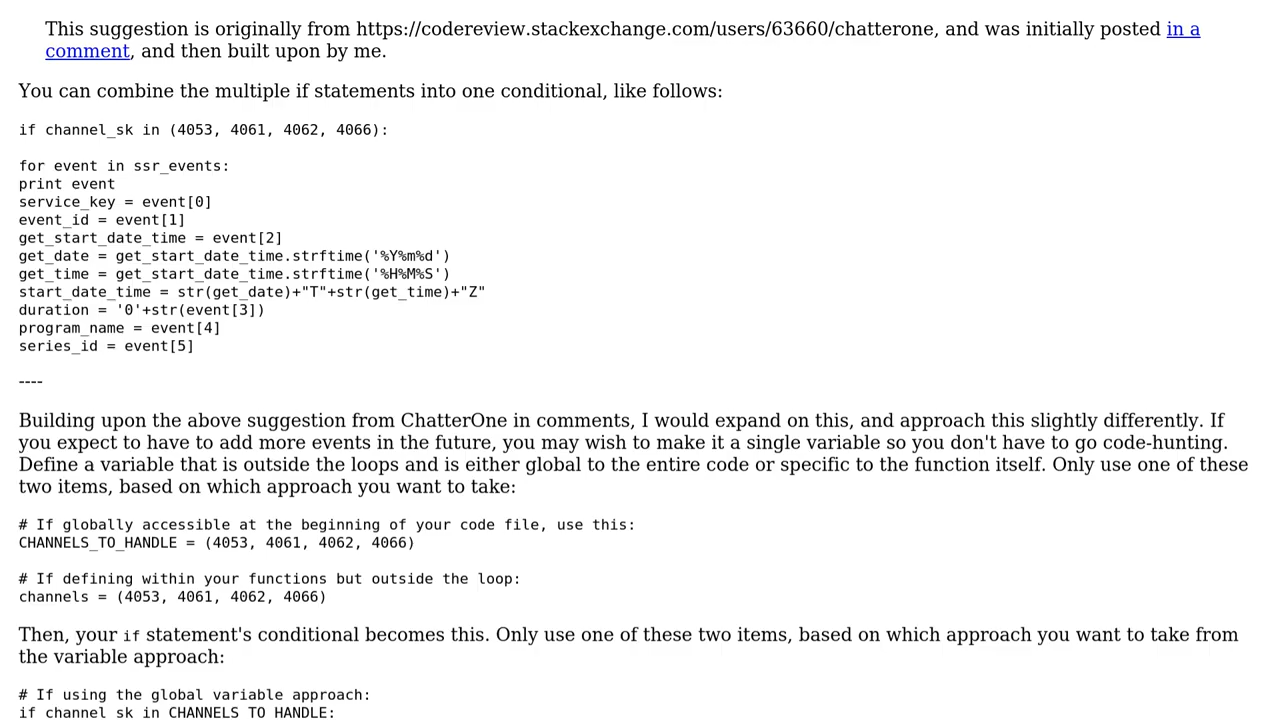 This suggestion is originally from https://codereview.stackexchange.com/users/63660/chatterone, and was initially posted in a
comment, and then built upon by me.
You can combine the multiple if statements into one conditional, like follows:
if channel_sk in (4053, 4061, 4062, 4066):
for event in ssr_events:
print event
service_key = event[0]
event_id = event[1]
get_start_date_time = event[2]
get_date = get_start_date_time.strftime('%Y%m%d')
get_time = get_start_date_time.strftime('%H%M%S')
start_date_time = str(get_date)+"T"+str(get_time)+"Z"
duration = '0'+str(event[3])
program_name = event[4]
series_id = event[5]
----
Building upon the above suggestion from ChatterOne in comments, I would expand on this, and approach this slightly differently. If
you expect to have to add more events in the future, you may wish to make it a single variable so you don't have to go code-hunting.
Define a variable that is outside the loops and is either global to the entire code or specific to the function itself. Only use one of these
two items, based on which approach you want to take:
# If globally accessible at the beginning of your code file, use this:
CHANNELS_TO_HANDLE = (4053, 4061, 4062, 4066)
# If defining within your functions but outside the loop:
channels = (4053, 4061, 4062, 4066)
Then, your if statement's conditional becomes this. Only use one of these two items, based on which approach you want to take from
the variable approach:
# If using the global variable approach:
if channel_sk in CHANNELS_TO_HANDLE: